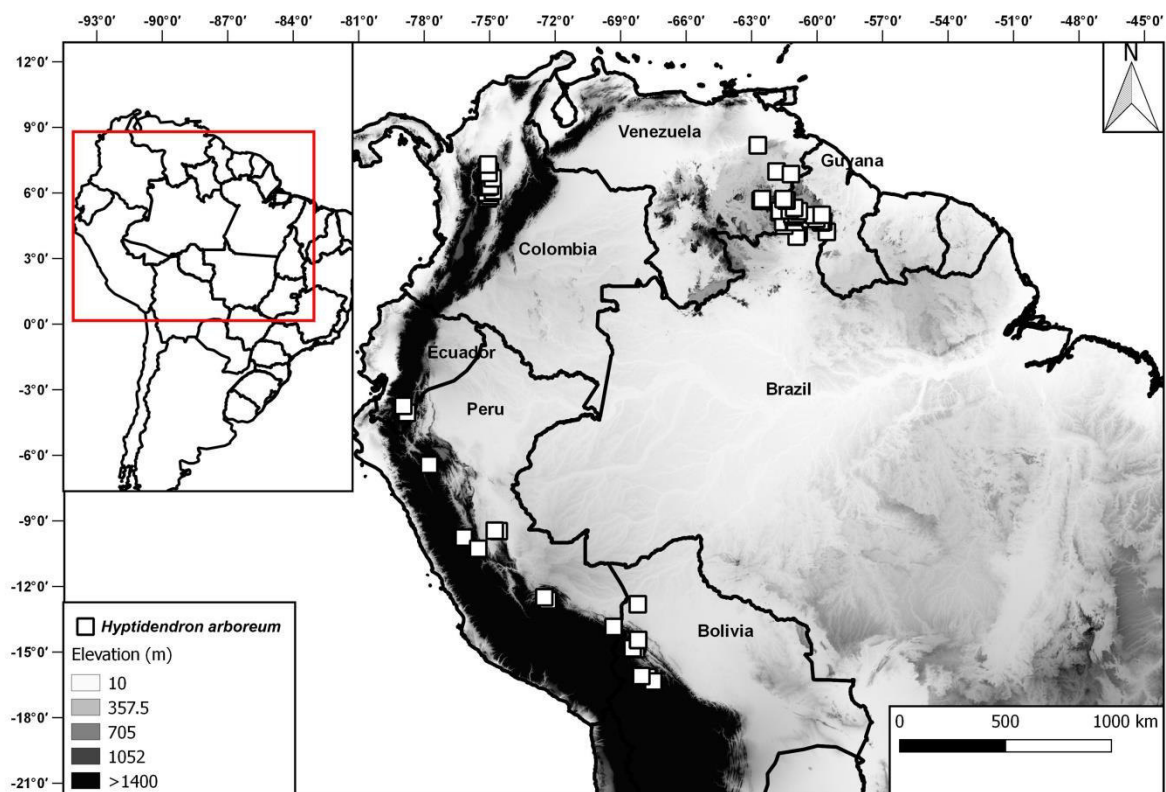 -93°0′ -90°0′ -87°0′ -84°0′ -81°0′ -78°0′ -75°0′ -72°0′ -69°0′ -66°0′ -63°0′ -60°0′ -57°0′ -54°0′ -51°0′ -48°0′ -45°0′
12°0′
9°0′
6°0′
3°0′
0°0′
-3°0′
-6°0′
-9°0′
-12°0′
-15°0′
-18°0′
-21°0′
N
Venezuela
Guyana
Colombia
Ecuador
Peru
Brazil
Bolivia
Hyptidendron arboreum
Elevation (m)
10
357.5
705
1052
>1400
0 500 1000 km